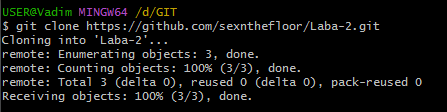 USER@Vadim MINGW64 /d/GIT
$ git clone https://github.com/sexnthefloor/Laba-2.git
Cloning into 'Laba-2'...
remote: Enumerating objects: 3, done.
remote: Counting objects: 100% (3/3), done.
remote: Total 3 (delta 0), reused 0 (delta 0), pack-reused 0
Receiving objects: 100% (3/3), done.